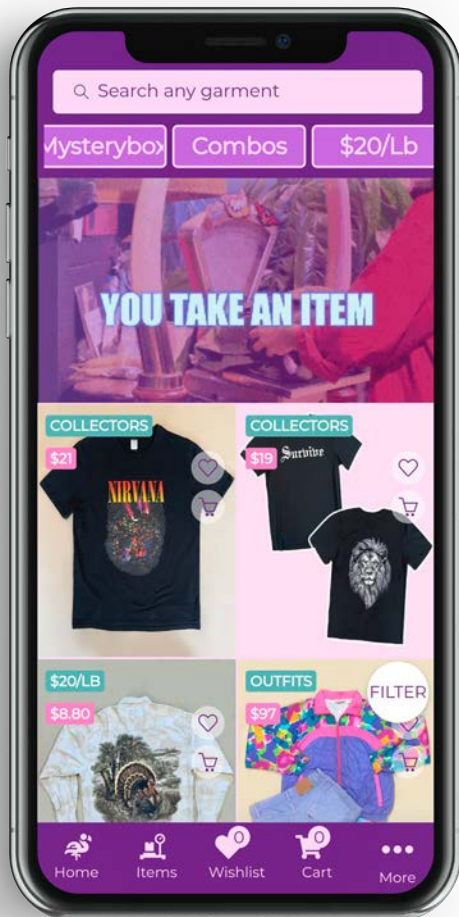 Search any garment
Mysterybox
Combos
$20/Lb
YOU TAKE AN ITEM
COLLECTORS
$21
NIRVANA
COLLECTORS
$19
Survive
$20/LB
$8.80
OUTFITS
$97
FILTER
0
0
Home
Items
Wishlist
Cart
More